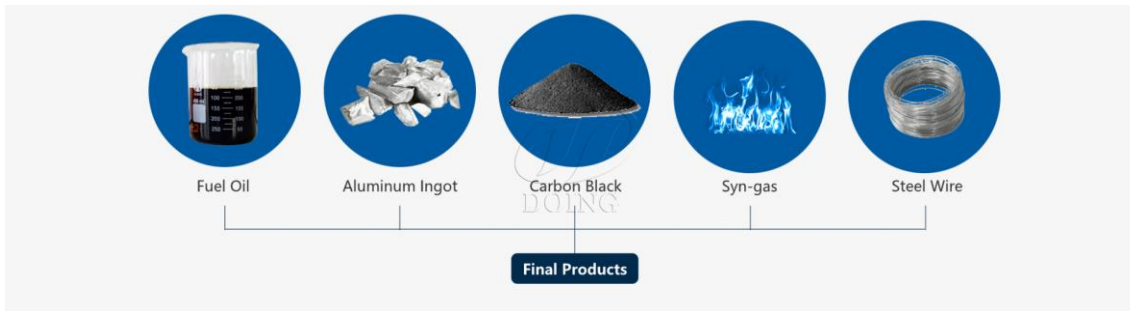 Fuel Oil
Aluminum Ingot
Carbon Black
Syn-gas
Steel Wire
DOING
Final Products